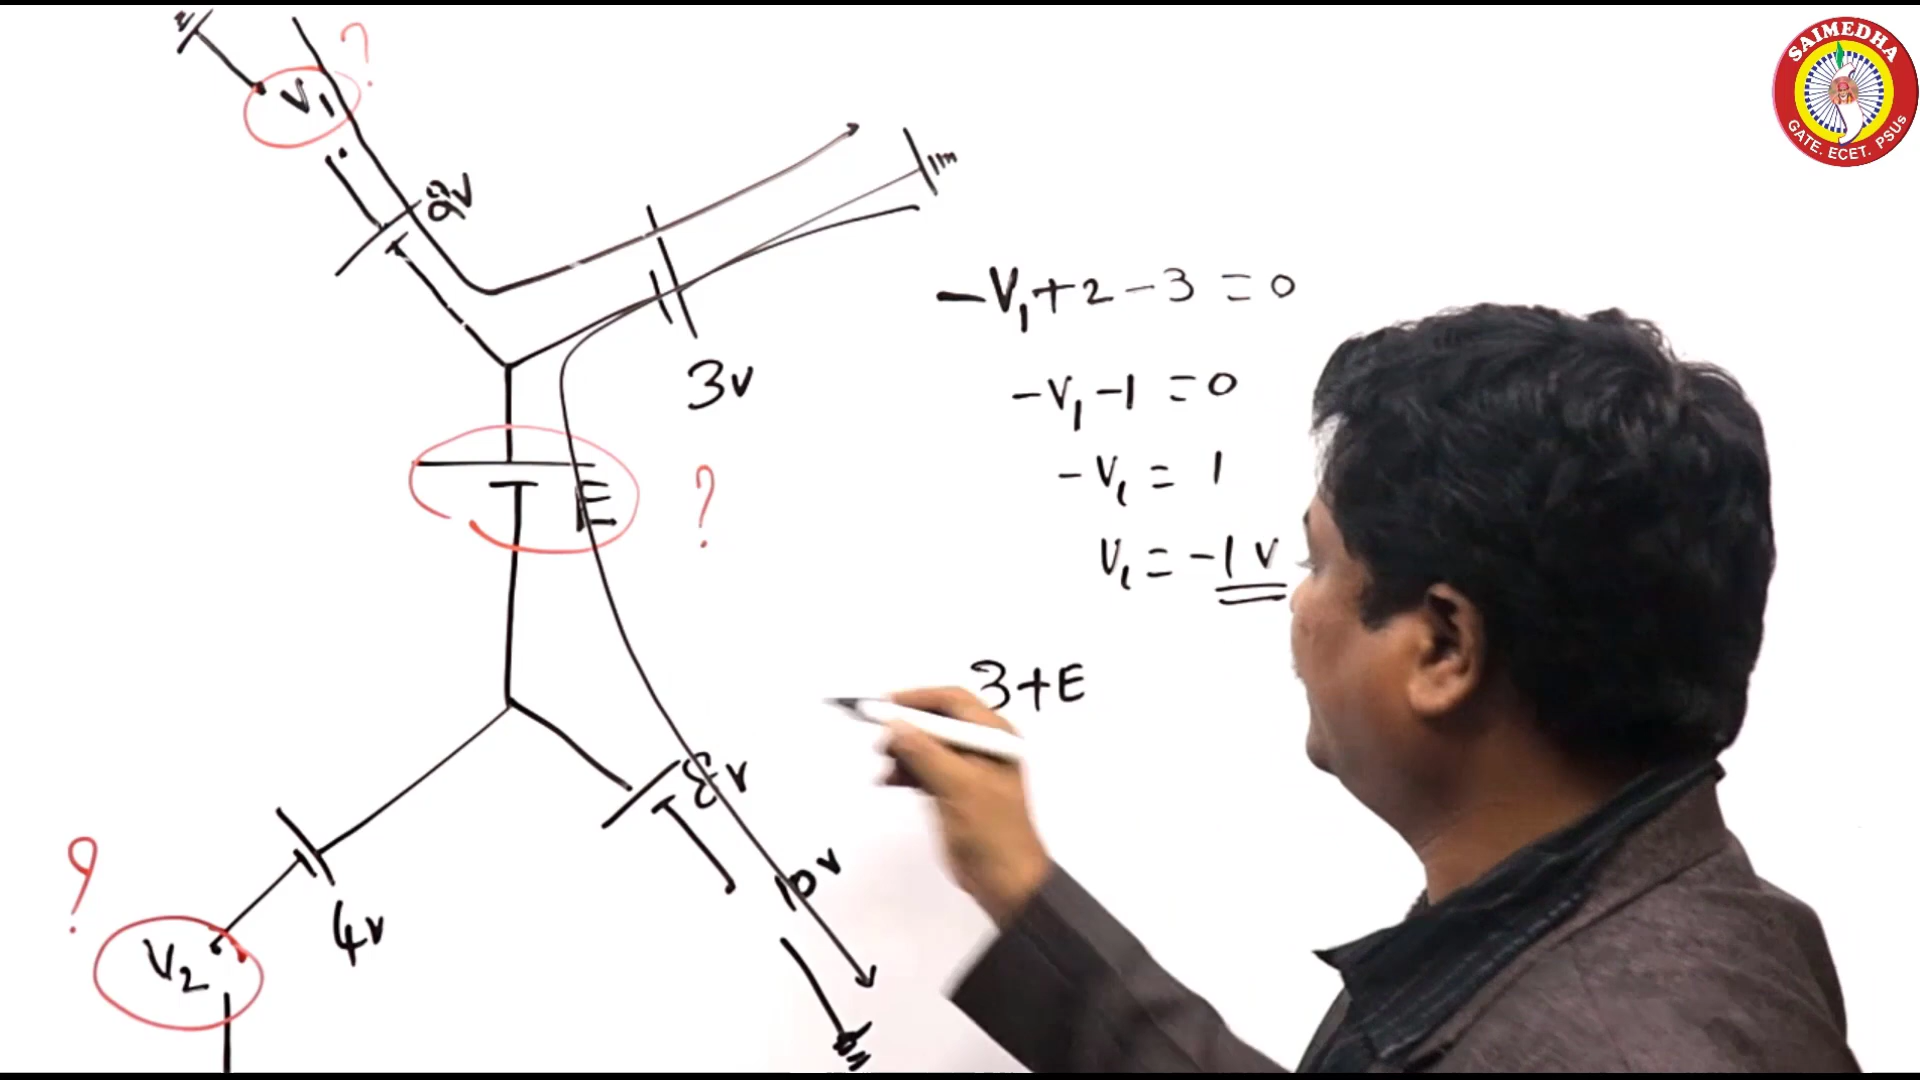 SAIMEDHA
GATE. ECET. PSUs
V₁
?
2V
3V
E
?
8V
10V
4V
?
V₂
-V₁+2-3=0
-V₁-1=0
-V₁=1
V₁=-1V
3+E